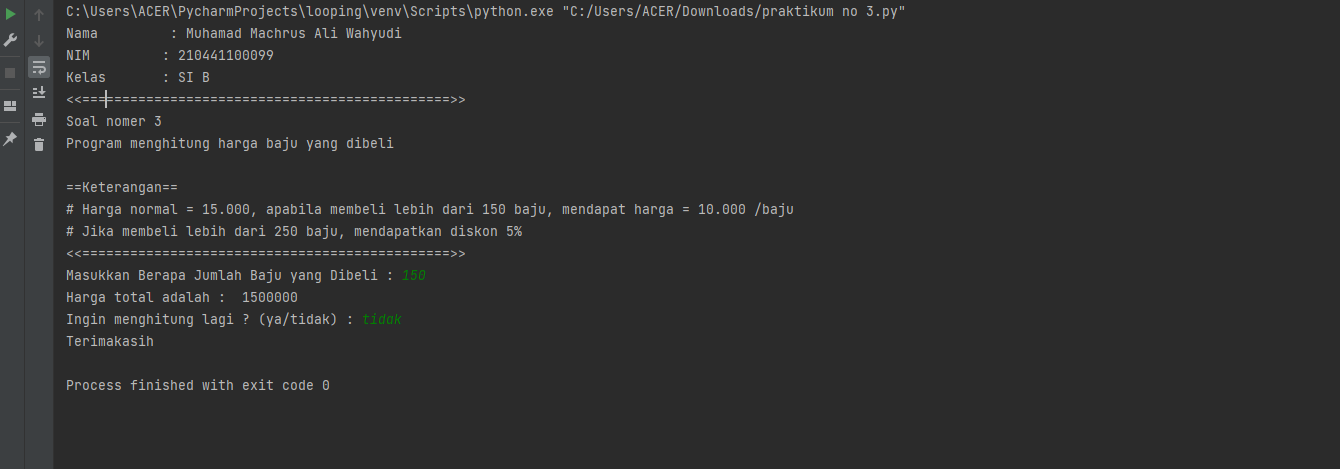 C:\Users\ACER\PycharmProjects\looping\venv\Scripts\python.exe "C:/Users/ACER/Downloads/praktikum no 3.py"
Nama         : Muhamad Machrus Ali Wahyudi
NIM         : 210441100099
Kelas       : SI B
<<==============================================>>
Soal nomer 3
Program menghitung harga baju yang dibeli
==Keterangan==
# Harga normal = 15.000, apabila membeli lebih dari 150 baju, mendapat harga = 10.000 /baju
# Jika membeli lebih dari 250 baju, mendapatkan diskon 5%
<<==============================================>>
Masukkan Berapa Jumlah Baju yang Dibeli : 150
Harga total adalah :  1500000
Ingin menghitung lagi ? (ya/tidak) : tidak
Terimakasih
Process finished with exit code 0